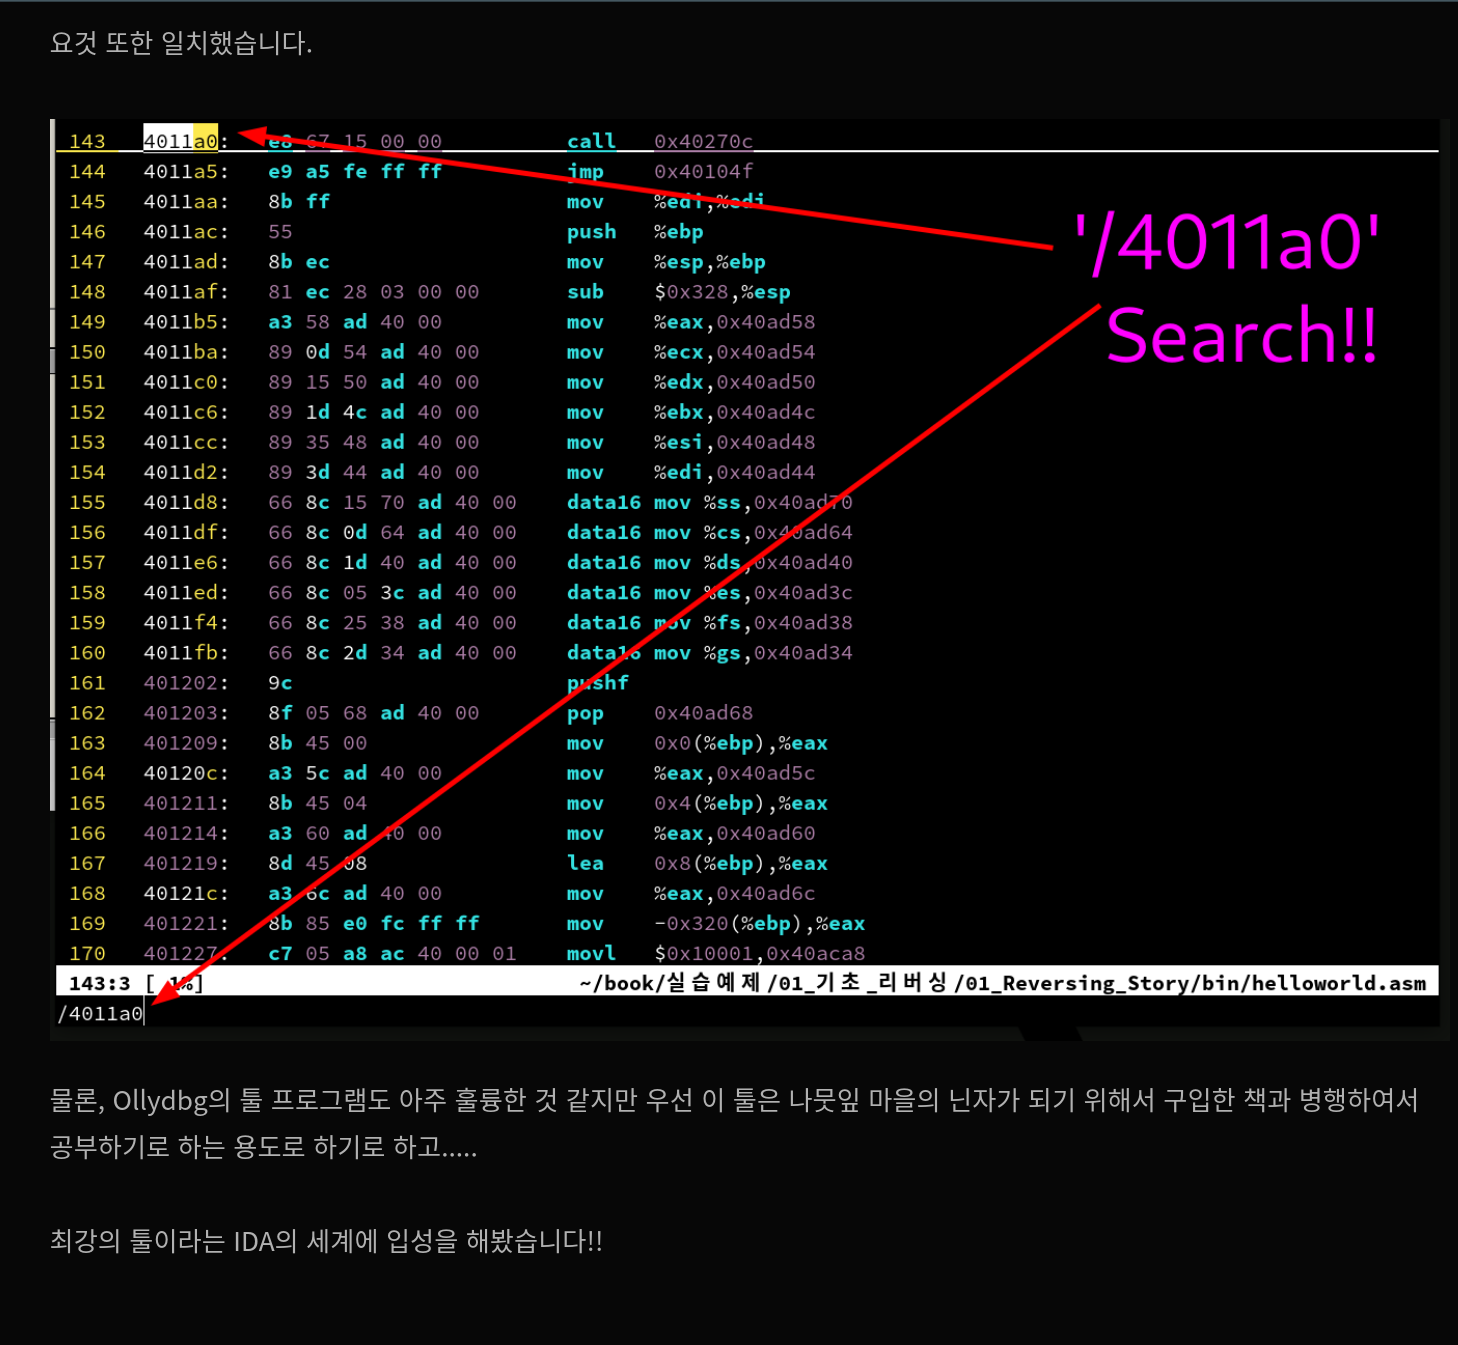 요것 또한 일치했습니다.
143 4011a0: e8 67 15 00 00 call 0x40270c
144 4011a5: e9 a5 fe ff ff jmp 0x40104f
145 4011aa: 8b ff mov %edi,%edi
146 4011ac: 55 push %ebp
147 4011ad: 8b ec mov %esp,%ebp
148 4011af: 81 ec 28 03 00 00 sub $0x328,%esp
149 4011b5: a3 58 ad 40 00 mov %eax,0x40ad58
150 4011ba: 89 0d 54 ad 40 00 mov %ecx,0x40ad54
151 4011c0: 89 15 50 ad 40 00 mov %edx,0x40ad50
152 4011c6: 89 1d 4c ad 40 00 mov %ebx,0x40ad4c
153 4011cc: 89 35 48 ad 40 00 mov %esi,0x40ad48
154 4011d2: 89 3d 44 ad 40 00 mov %edi,0x40ad44
155 4011d8: 66 8c 15 70 ad 40 00 data16 mov %ss,0x40ad70
156 4011df: 66 8c 0d 64 ad 40 00 data16 mov %cs,0x40ad64
157 4011e6: 66 8c 1d 40 ad 40 00 data16 mov %ds,0x40ad40
158 4011ed: 66 8c 05 3c ad 40 00 data16 mov %es,0x40ad3c
159 4011f4: 66 8c 25 38 ad 40 00 data16 mov %fs,0x40ad38
160 4011fb: 66 8c 2d 34 ad 40 00 data16 mov %gs,0x40ad34
161 401202: 9c pushf
162 401203: 8f 05 68 ad 40 00 pop 0x40ad68
163 401209: 8b 45 00 mov 0x0(%ebp),%eax
164 40120c: a3 5c ad 40 00 mov %eax,0x40ad5c
165 401211: 8b 45 04 mov 0x4(%ebp),%eax
166 401214: a3 60 ad 40 00 mov %eax,0x40ad60
167 401219: 8d 45 08 lea 0x8(%ebp),%eax
168 40121c: a3 6c ad 40 00 mov %eax,0x40ad6c
169 401221: 8b 85 e0 fc ff ff mov -0x320(%ebp),%eax
170 401227: c7 05 a8 ac 40 00 01 movl $0x10001,0x40aca8
'/4011a0'
Search!!
143:3 [ 1%] ~/book/실습예제/01_기초_리버싱/01_Reversing_Story/bin/helloworld.asm
/4011a0
물론, Ollydbg의 툴 프로그램도 아주 훌륭한 것 같지만 우선 이 툴은 나뭇잎 마을의 닌자가 되기 위해서 구입한 책과 병행하여서
공부하기로 하는 용도로 하기로 하고.....
최강의 툴이라는 IDA의 세계에 입성을 해봤습니다!!